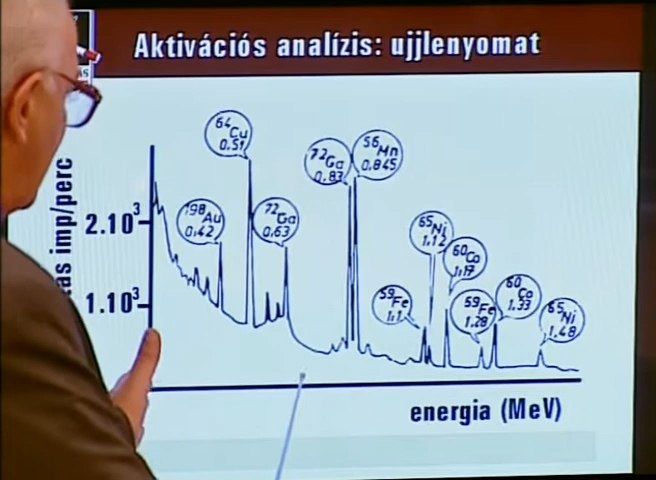 Aktivációs analízis: ujjlenyomat
64Cu
0,51
72Ga
0,83
56Mn
0,845
198Au
0,42
72Ga
0,63
65Ni
1,12
60Co
1,17
59Fe
1,1
59Fe
1,28
60Co
1,33
65Ni
1,48
imp/perc
2.10³
1.10³
energia (MeV)